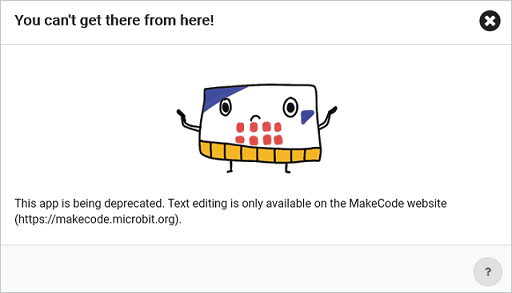 You can't get there from here!
This app is being deprecated. Text editing is only available on the MakeCode website
(https://makecode.microbit.org).
?